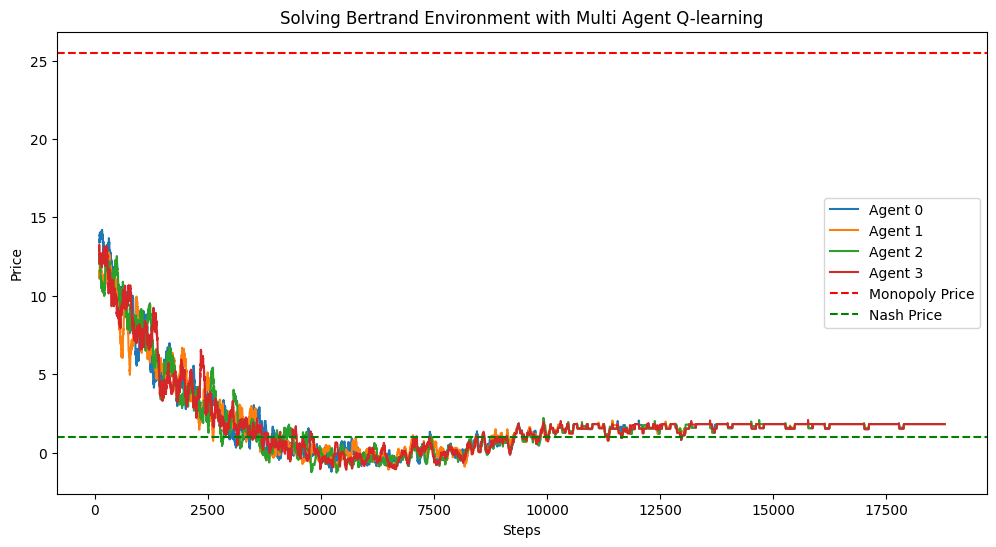 Solving Bertrand Environment with Multi Agent Q-learning
Price
25
20
15
10
5
0
Agent 0
Agent 1
Agent 2
Agent 3
Monopoly Price
Nash Price
0 2500 5000 7500 10000 12500 15000 17500
Steps